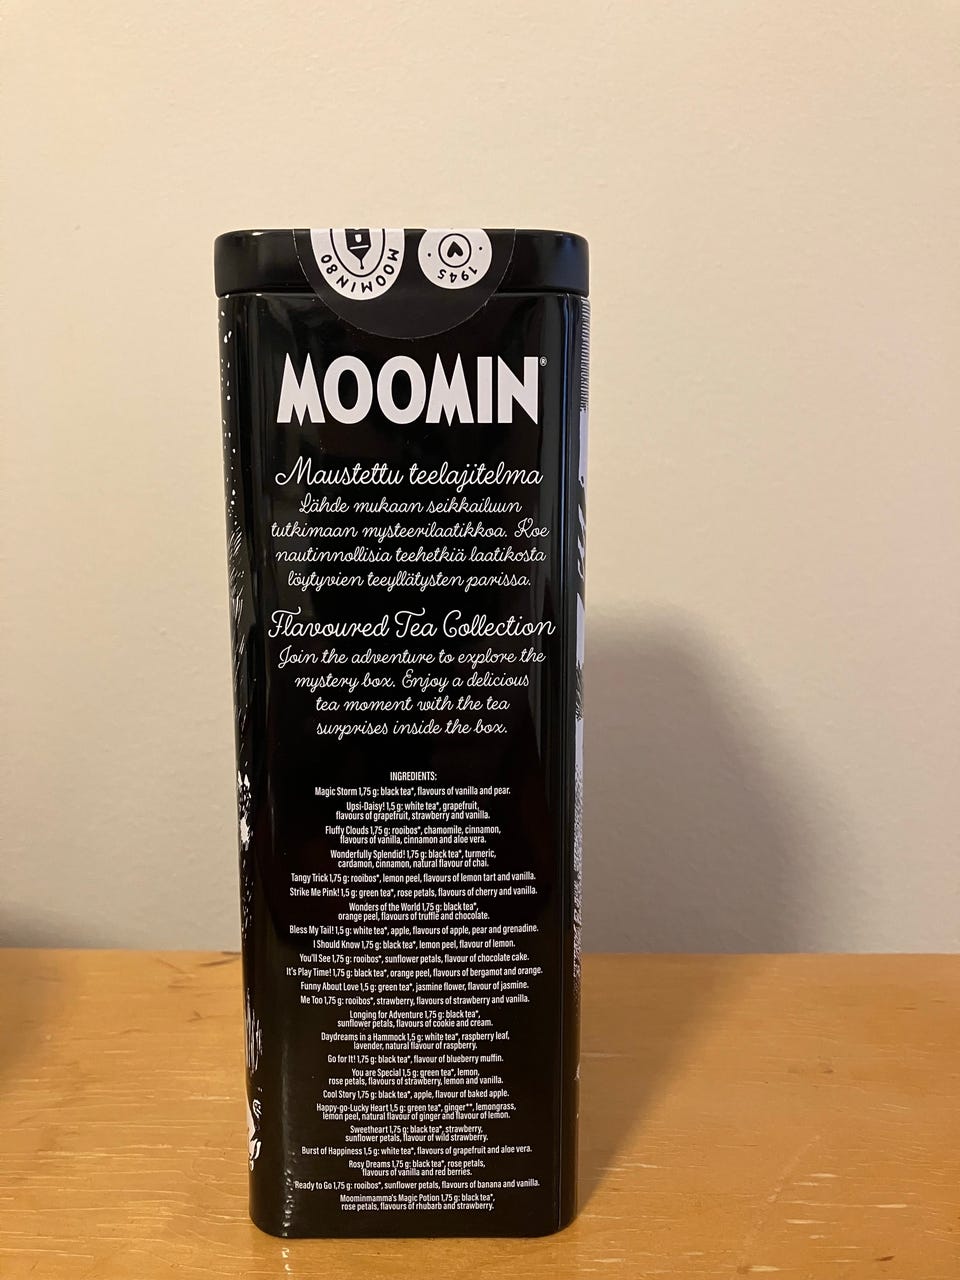 MOOMIN 80
1945
MOOMIN®
Maustettu teelajitelma
Lähde mukaan seikkailuun
tutkimaan mysteerilaatikkoa. Koe
nautinnollisia teehetkiä laatikosta
löytyvien teeyllätysten parissa.
Flavoured Tea Collection
Join the adventure to explore the
mystery box. Enjoy a delicious
tea moment with the tea
surprises inside the box.
INGREDIENTS:
Magic Storm 1,75 g: black tea*, flavours of vanilla and pear.
Upsi-Daisy! 1,5 g: white tea*, grapefruit,
flavours of grapefruit, strawberry and vanilla.
Fluffy Clouds 1,75 g: rooibos*, chamomile, cinnamon,
flavours of vanilla, cinnamon and aloe vera.
Wonderfully Splendid! 1,75 g: black tea*, turmeric,
cardamon, cinnamon, natural flavour of chai.
Tangy Trick 1,75 g: rooibos*, lemon peel, flavours of lemon tart and vanilla.
Strike Me Pink! 1,5 g: green tea*, rose petals, flavours of cherry and vanilla.
Wonders of the World 1,75 g: black tea*,
orange peel, flavours of truffle and chocolate.
Bless My Tail! 1,5 g: white tea*, apple, flavours of apple, pear and grenadine.
I Should Know 1,75 g: black tea*, lemon peel, flavour of lemon.
You'll See 1,75 g: rooibos*, sunflower petals, flavour of chocolate cake.
It's Play Time! 1,75 g: black tea*, orange peel, flavours of bergamot and orange.
Funny About Love 1,5 g: green tea*, jasmine flower, flavour of jasmine.
Me Too 1,75 g: rooibos*, strawberry, flavours of strawberry and vanilla.
Longing for Adventure 1,75 g: black tea*,
sunflower petals, flavours of cookie and cream.
Daydreams in a Hammock 1,5 g: white tea*, raspberry leaf,
lavender, natural flavour of raspberry.
Go for It! 1,75 g: black tea*, flavour of blueberry muffin.
You are Special 1,5 g: green tea*, lemon,
rose petals, flavours of strawberry, lemon and vanilla.
Cool Story 1,75 g: black tea*, apple, flavour of baked apple.
Happy-go-Lucky Heart 1,5 g: green tea*, ginger**, lemongrass,
lemon peel, natural flavour of ginger and flavour of lemon.
Sweetheart 1,75 g: black tea*, strawberry,
sunflower petals, flavour of wild strawberry.
Burst of Happiness 1,5 g: white tea*, flavours of grapefruit and aloe vera.
Rosy Dreams 1,75 g: black tea*, rose petals,
flavours of vanilla and red berries.
Ready to Go 1,75 g: rooibos*, sunflower petals, flavours of banana and vanilla.
Moominmamma's Magic Potion 1,75 g: black tea*,
rose petals, flavours of rhubarb and strawberry.